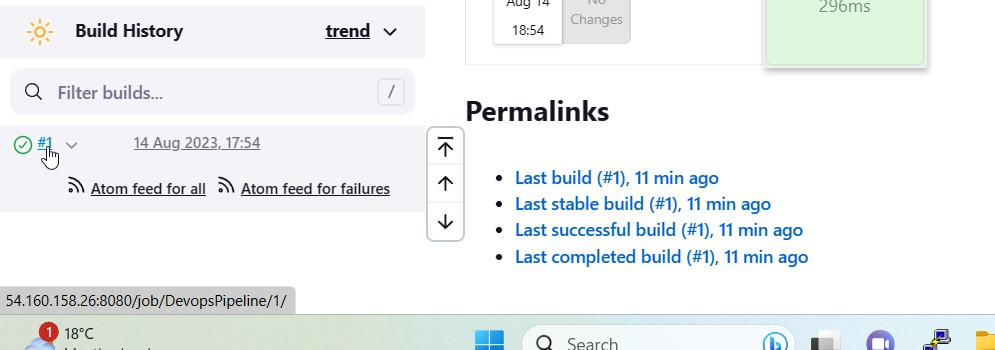 Build History
trend
Filter builds...
/
#1
14 Aug 2023, 17:54
Atom feed for all
Atom feed for failures
54.160.158.26:8080/job/DevopsPipeline/1/
Aug 14
18:54
No
Changes
296ms
Permalinks
Last build (#1), 11 min ago
Last stable build (#1), 11 min ago
Last successful build (#1), 11 min ago
Last completed build (#1), 11 min ago
1
18°C
Search